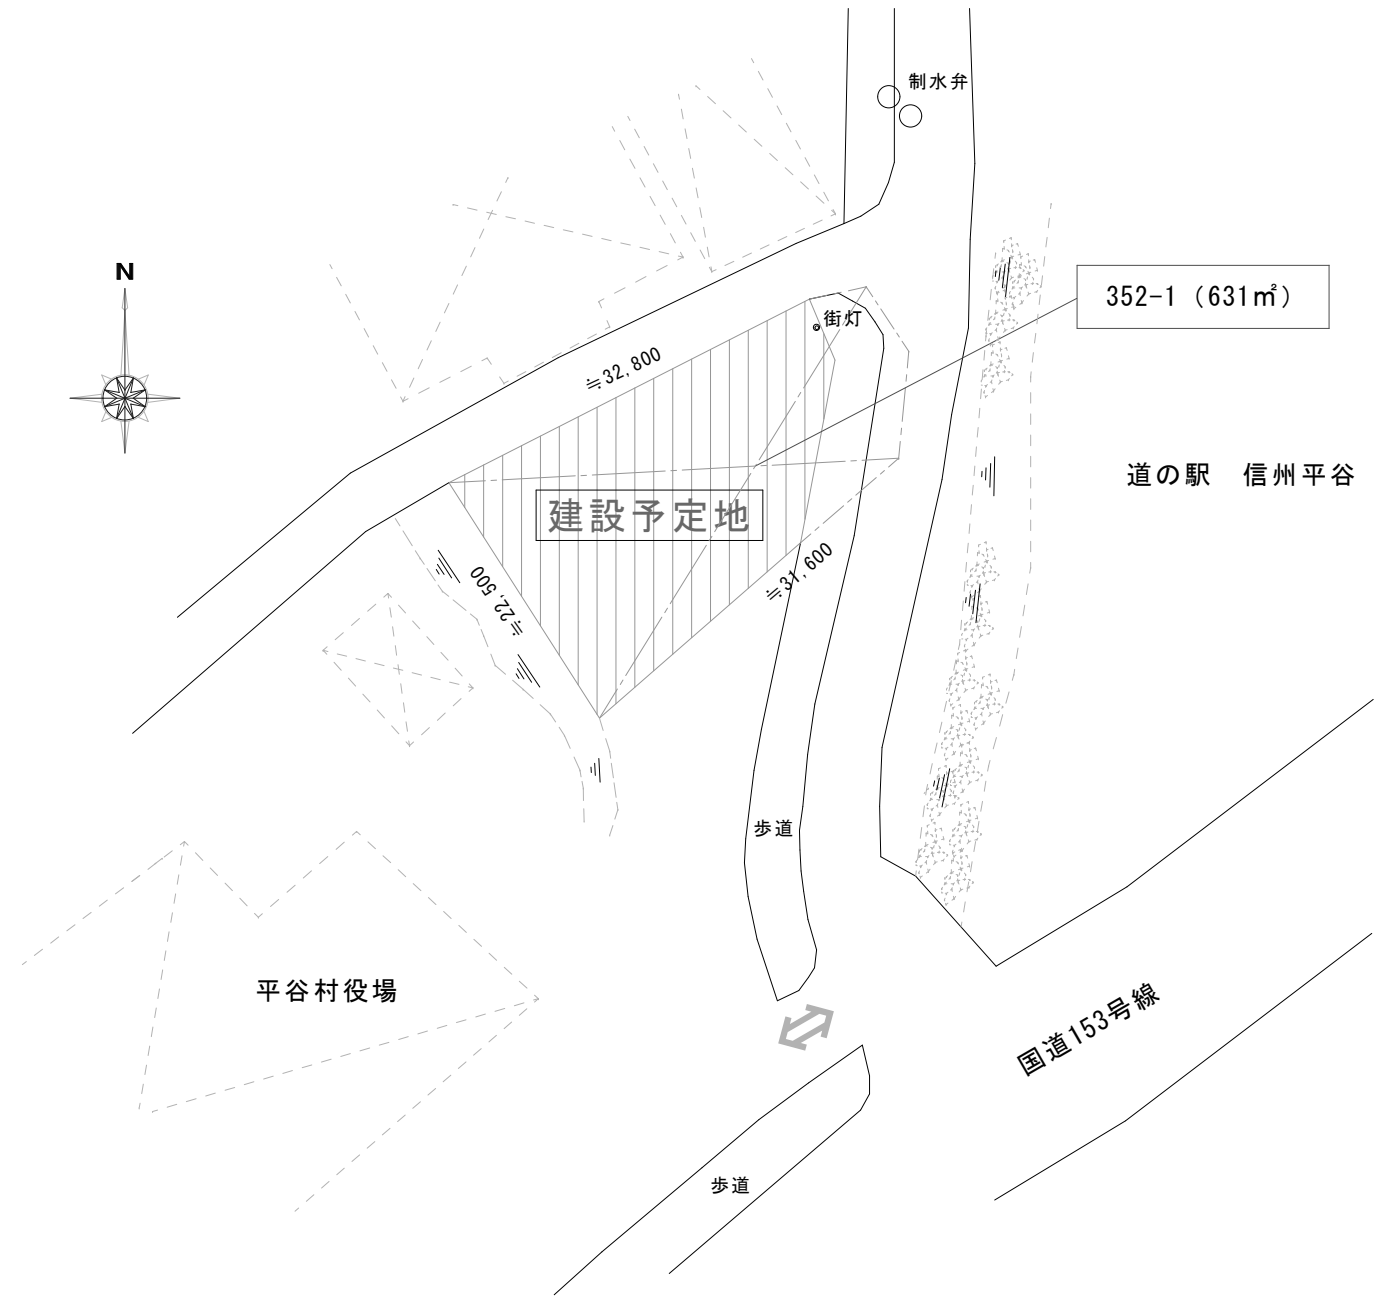 制水弁
N
352-1 (631㎡)
街灯
≒32,800
道の駅 信州平谷
建設予定地
≒22,500
≒31,600
歩道
平谷村役場
国道153号線
歩道